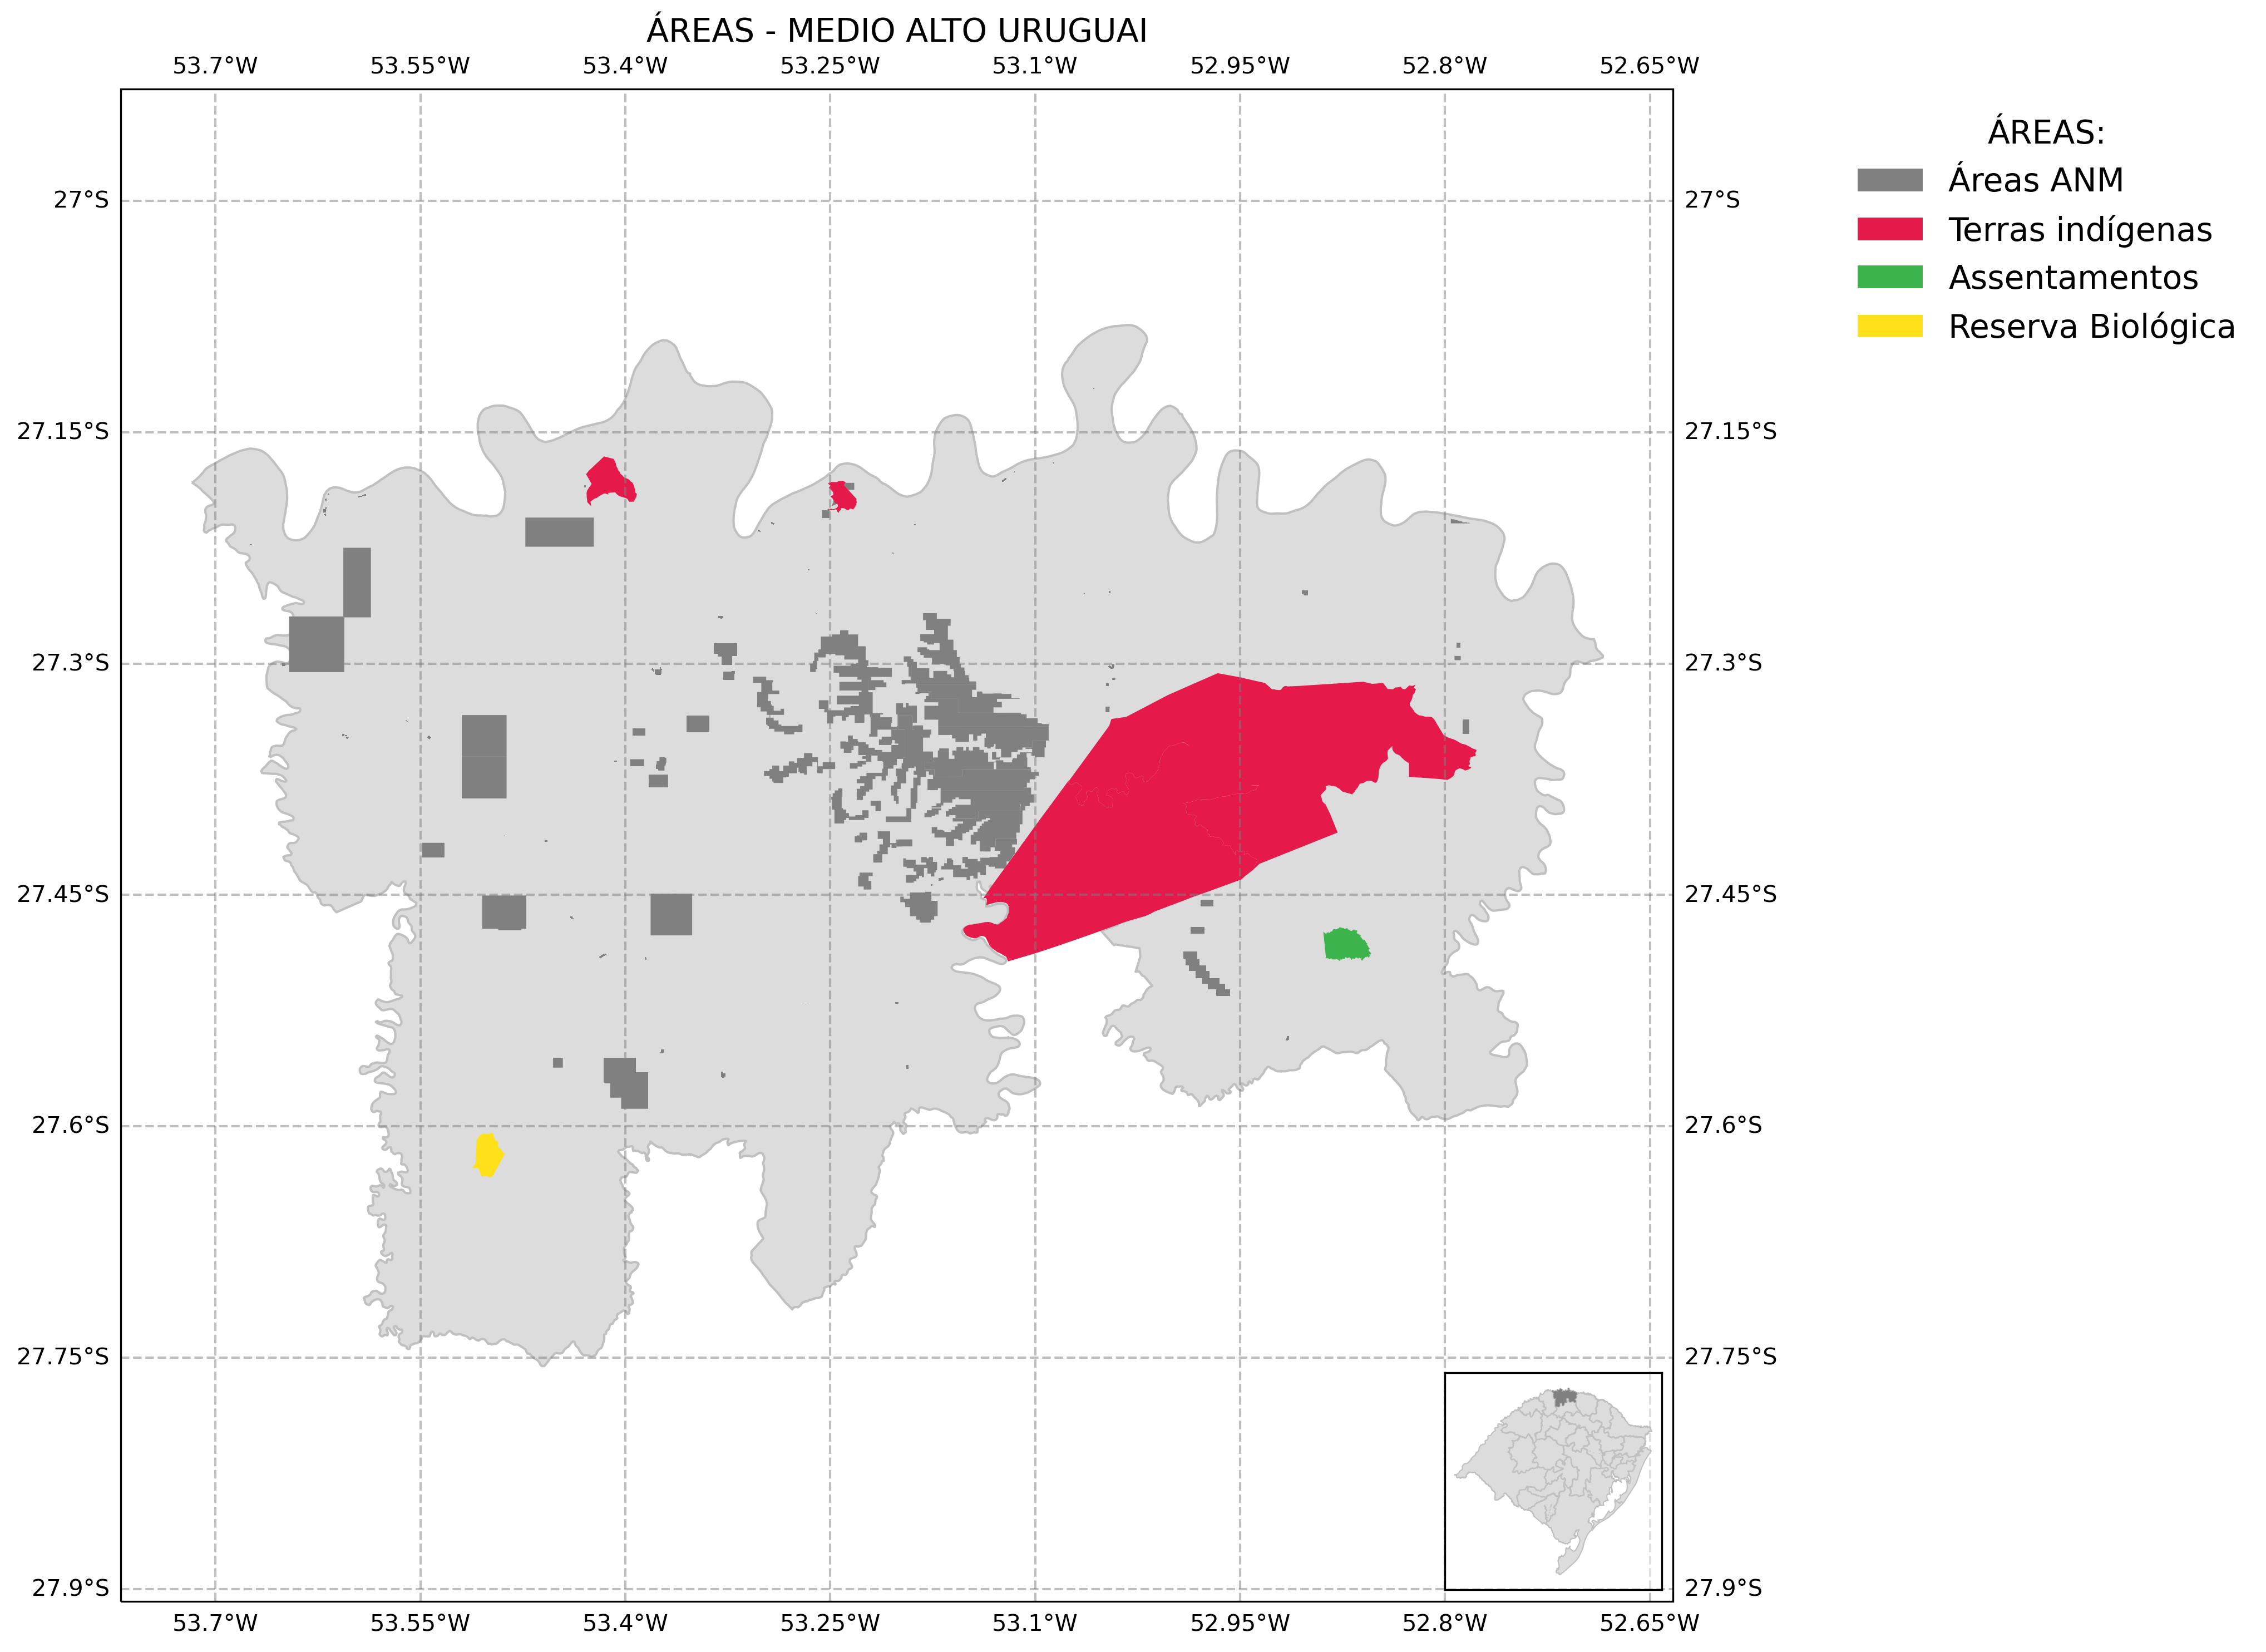 ÁREAS - MEDIO ALTO URUGUAI
53.7°W 53.55°W 53.4°W 53.25°W 53.1°W 52.95°W 52.8°W 52.65°W
ÁREAS:
Áreas ANM
Terras indígenas
Assentamentos
Reserva Biológica
27°S 27°S
27.15°S 27.15°S
27.3°S 27.3°S
27.45°S 27.45°S
27.6°S 27.6°S
27.75°S 27.75°S
27.9°S 27.9°S
53.7°W 53.55°W 53.4°W 53.25°W 53.1°W 52.95°W 52.8°W 52.65°W